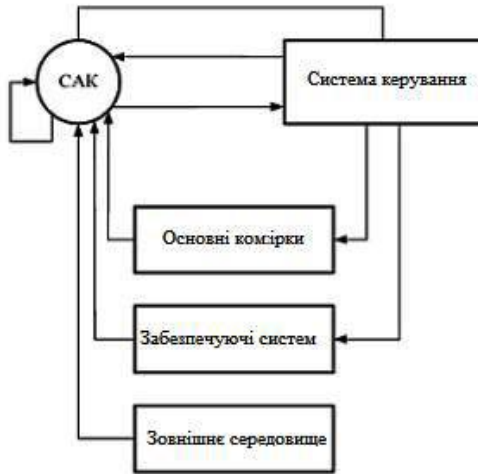 САК
Система керування
Основні комірки
Забезпечуючі систем
Зовнішнє середовище